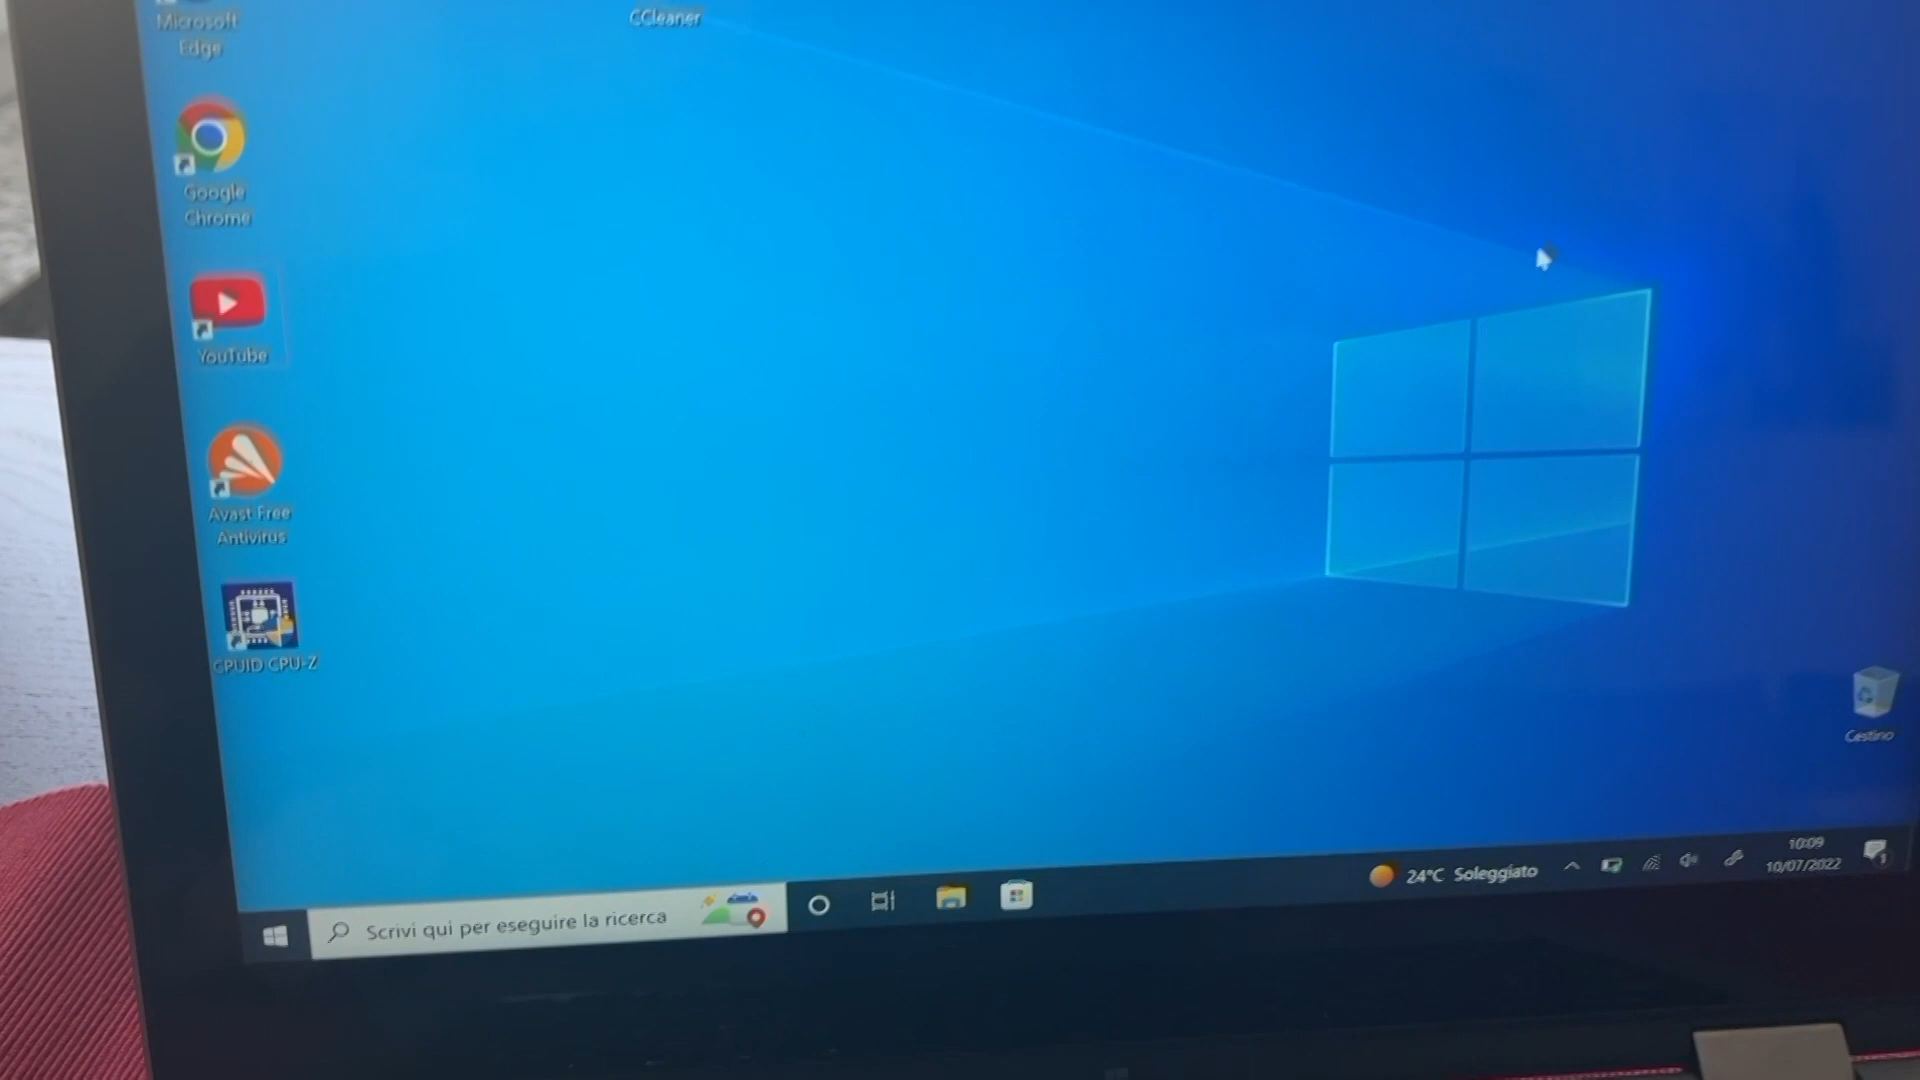 Microsoft
Edge
CCleaner
Google
Chrome
YouTube
Avast Free
Antivirus
CPUID CPU-Z
Cestino
Scrivi qui per eseguire la ricerca
24°C Soleggiato
10:09
10/07/2022
1